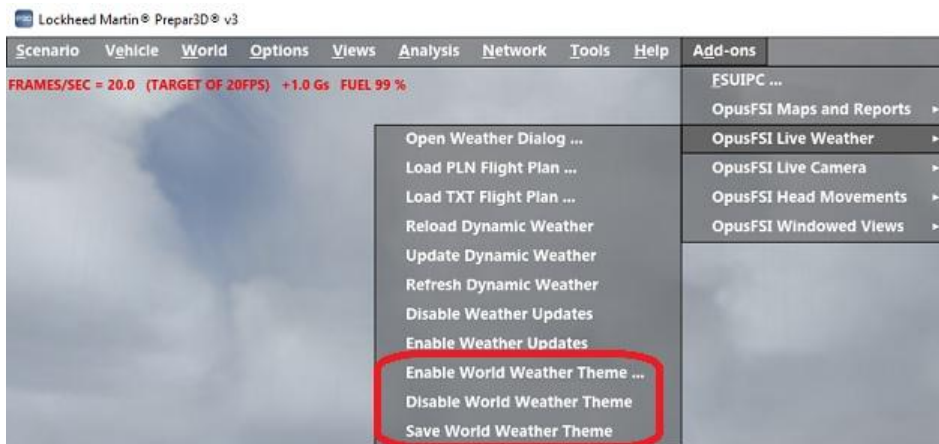 Lockheed Martin® Prepar3D® v3
Scenario Vehicle World Options Views Analysis Network Tools Help Add-ons
FRAMES/SEC = 20.0 (TARGET OF 20FPS) +1.0 Gs FUEL 99 %
FSUIPC ...
OpusFSI Maps and Reports
OpusFSI Live Weather
OpusFSI Live Camera
OpusFSI Head Movements
OpusFSI Windowed Views
Open Weather Dialog ...
Load PLN Flight Plan ...
Load TXT Flight Plan ...
Reload Dynamic Weather
Update Dynamic Weather
Refresh Dynamic Weather
Disable Weather Updates
Enable Weather Updates
Enable World Weather Theme ...
Disable World Weather Theme
Save World Weather Theme